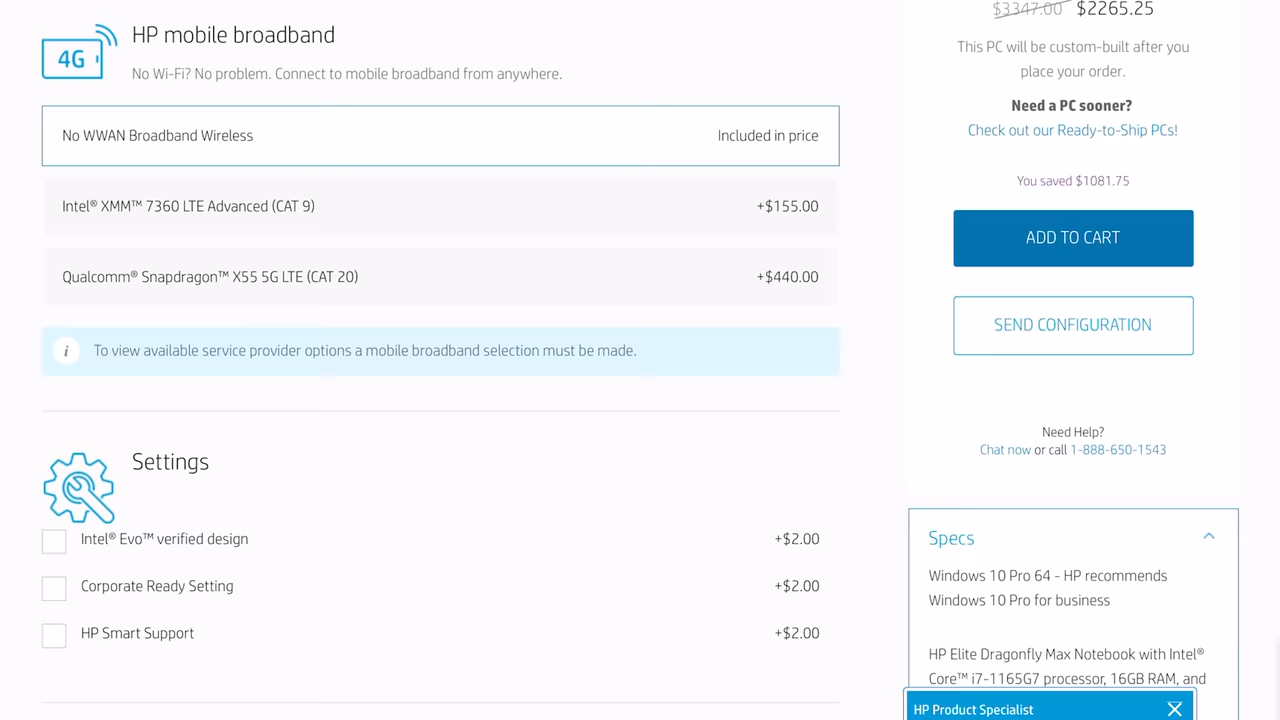 HP mobile broadband
4G
No Wi-Fi? No problem. Connect to mobile broadband from anywhere.
No WWAN Broadband Wireless Included in price
Intel® XMM™ 7360 LTE Advanced (CAT 9) +$155.00
Qualcomm® Snapdragon™ X55 5G LTE (CAT 20) +$440.00
i To view available service provider options a mobile broadband selection must be made.
Settings
Intel® Evo™ verified design +$2.00
Corporate Ready Setting +$2.00
HP Smart Support +$2.00
$3347.00 $2265.25
This PC will be custom-built after you
place your order.
Need a PC sooner?
Check out our Ready-to-Ship PCs!
You saved $1081.75
ADD TO CART
SEND CONFIGURATION
Need Help?
Chat now or call 1-888-650-1543
Specs
Windows 10 Pro 64 - HP recommends
Windows 10 Pro for business
HP Elite Dragonfly Max Notebook with Intel®
Core™ i7-1165G7 processor, 16GB RAM, and
HP Product Specialist